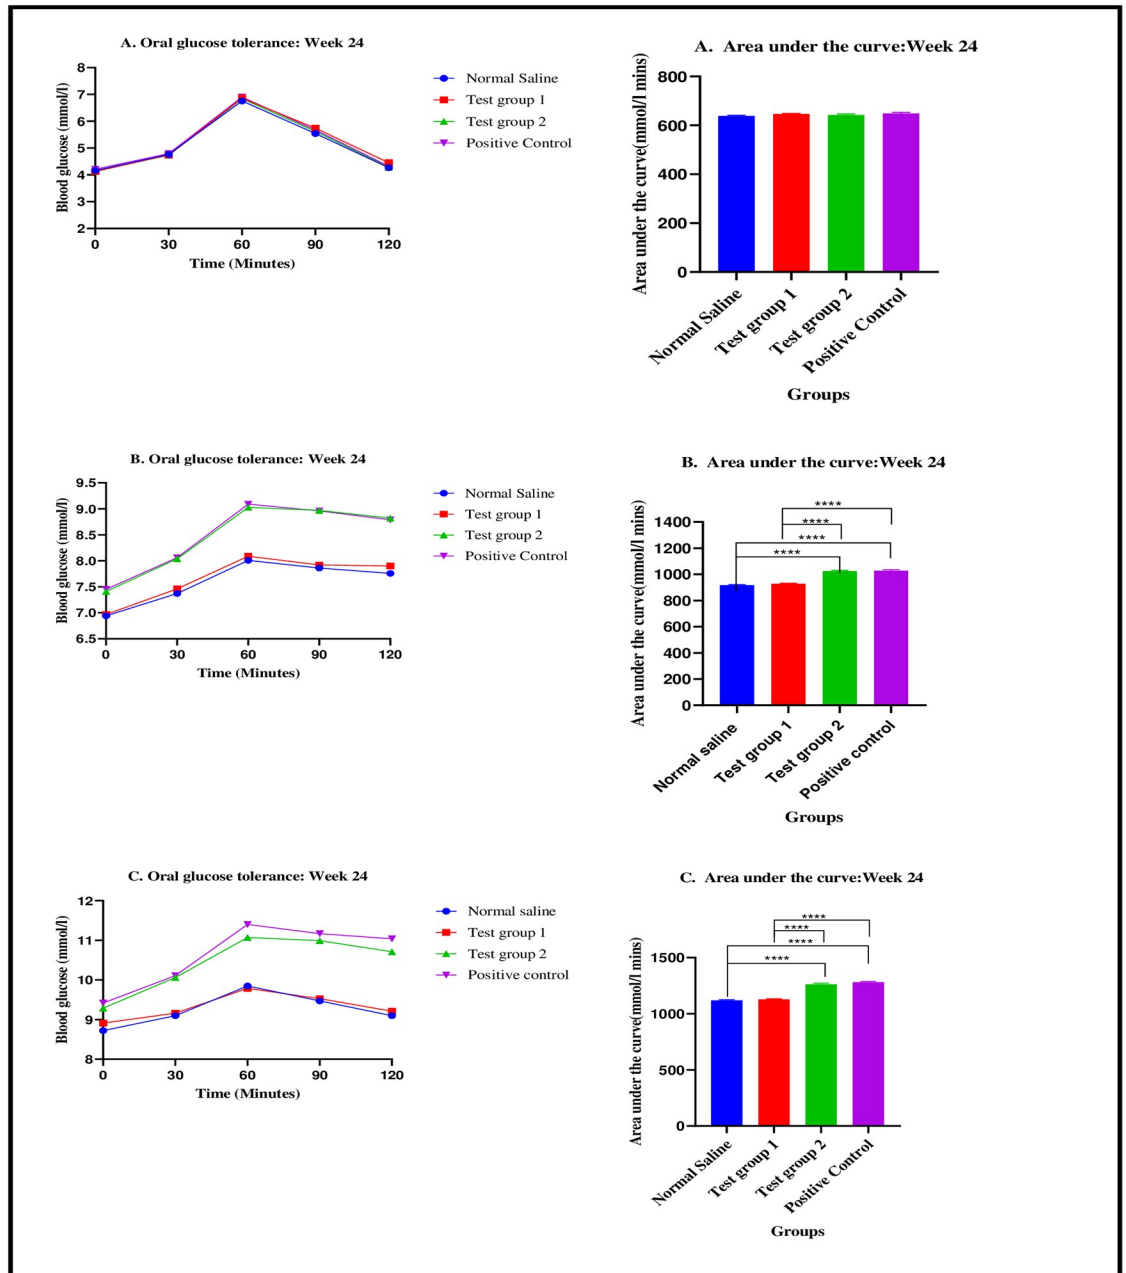 A. Oral glucose tolerance: Week 24
8
7
6
5
4
3
2
Blood glucose (mmol/l)
0 30 60 90 120
Time (Minutes)
Normal Saline
Test group 1
Test group 2
Positive Control
A. Area under the curve:Week 24
800
600
400
200
0
Area under the curve(mmol/l mins)
Normal Saline
Test group 1
Test group 2
Positive Control
Groups
B. Oral glucose tolerance: Week 24
9.5
9.0
8.5
8.0
7.5
7.0
6.5
Blood glucose (mmol/l)
0 30 60 90 120
Time (Minutes)
Normal Saline
Test group 1
Test group 2
Positive Control
B. Area under the curve:Week 24
****
****
****
****
1400
1200
1000
800
600
400
200
0
Area under the curve(mmol/l mins)
Normal saline
Test group 1
Test group 2
Positive control
Groups
C. Oral glucose tolerance: Week 24
12
11
10
9
8
Blood glucose (mmol/l)
0 30 60 90 120
Time (Minutes)
Normal saline
Test group 1
Test group 2
Positive control
C. Area under the curve:Week 24
****
****
****
****
1500
1000
500
0
Area under the curve(mmol/l mins)
Normal Saline
Test group 1
Test group 2
Positive Control
Groups